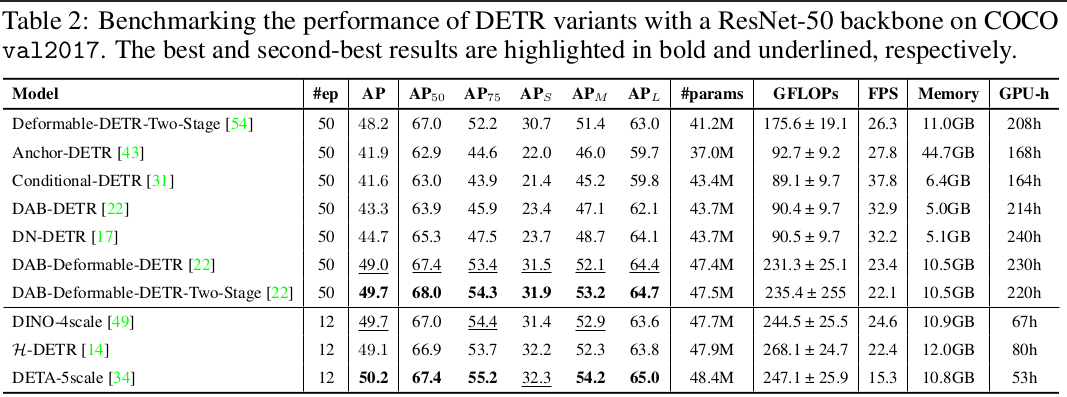 Table 2: Benchmarking the performance of DETR variants with a ResNet-50 backbone on COCO
val2017. The best and second-best results are highlighted in bold and underlined, respectively.
Model #ep AP AP50 AP75 APS APM APL #params GFLOPs FPS Memory GPU-h
Deformable-DETR-Two-Stage [54] 50 48.2 67.0 52.2 30.7 51.4 63.0 41.2M 175.6 ± 19.1 26.3 11.0GB 208h
Anchor-DETR [43] 50 41.9 62.9 44.6 22.0 46.0 59.7 37.0M 92.7 ± 9.2 27.8 44.7GB 168h
Conditional-DETR [31] 50 41.6 63.0 43.9 21.4 45.2 59.8 43.4M 89.1 ± 9.7 37.8 6.4GB 164h
DAB-DETR [22] 50 43.3 63.9 45.9 23.4 47.1 62.1 43.7M 90.4 ± 9.7 32.9 5.0GB 214h
DN-DETR [17] 50 44.7 65.3 47.5 23.7 48.7 64.1 43.7M 90.5 ± 9.7 32.2 5.1GB 240h
DAB-Deformable-DETR [22] 50 49.0 67.4 53.4 31.5 52.1 64.4 47.4M 231.3 ± 25.1 23.4 10.5GB 230h
DAB-Deformable-DETR-Two-Stage [22] 50 49.7 68.0 54.3 31.9 53.2 64.7 47.5M 235.4 ± 255 22.1 10.5GB 220h
DINO-4scale [49] 12 49.7 67.0 54.4 31.4 52.9 63.6 47.7M 244.5 ± 25.5 24.6 10.9GB 67h
ℋ-DETR [14] 12 49.1 66.9 53.7 32.2 52.3 63.8 47.9M 268.1 ± 24.7 22.4 12.0GB 80h
DETA-5scale [34] 12 50.2 67.4 55.2 32.3 54.2 65.0 48.4M 247.1 ± 25.9 15.3 10.8GB 53h